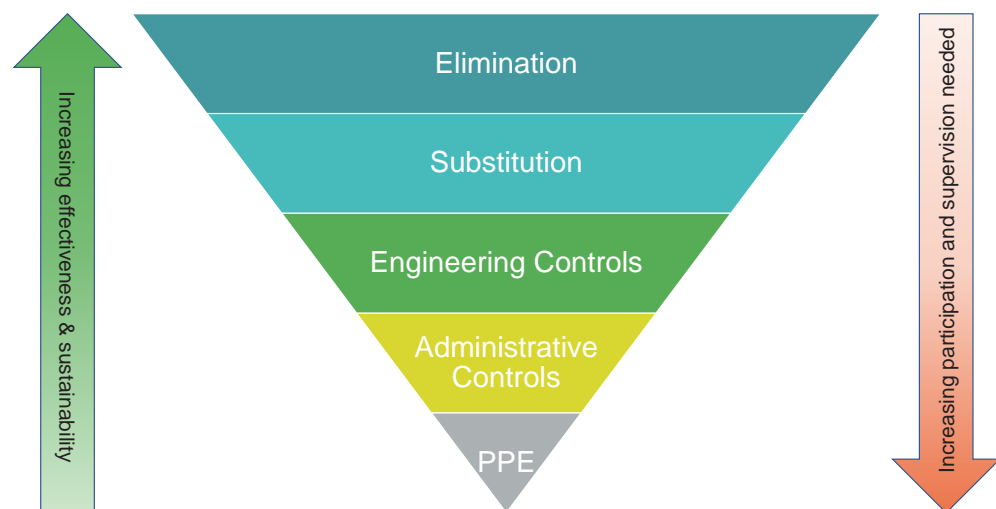 Elimination
Substitution
Engineering Controls
Administrative
Controls
PPE
Increasing effectiveness & sustainability
Increasing participation and supervision needed